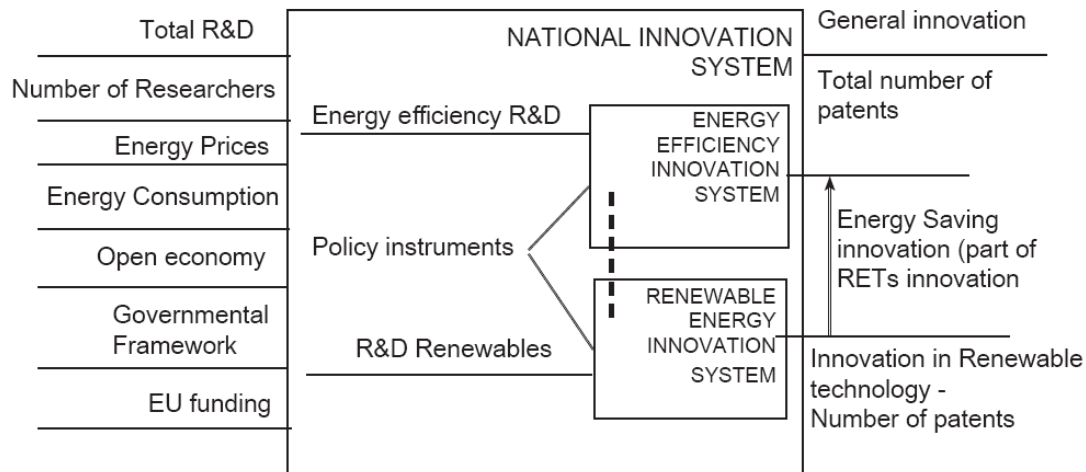 Total R&D
Number of Researchers
Energy Prices
Energy Consumption
Open economy
Governmental
Framework
EU funding
NATIONAL INNOVATION
SYSTEM
Energy efficiency R&D
ENERGY
EFFICIENCY
INNOVATION
SYSTEM
Policy instruments
RENEWABLE
ENERGY
INNOVATION
SYSTEM
R&D Renewables
General innovation
Total number of
patents
Energy Saving
innovation (part of
RETs innovation
Innovation in Renewable
technology -
Number of patents